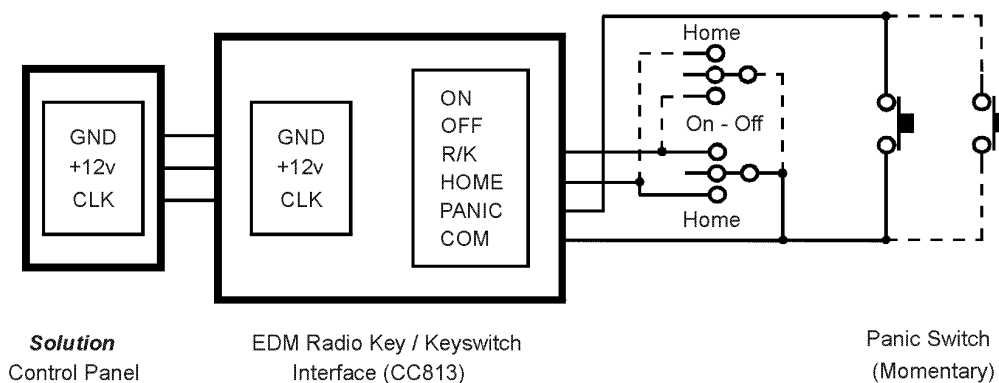 Home
ON
OFF
R/K
HOME
PANIC
COM
GND
+12v
CLK
GND
+12v
CLK
On - Off
Home
Solution
Control Panel
EDM Radio Key / Keyswitch
Interface (CC813)
Panic Switch
(Momentary)